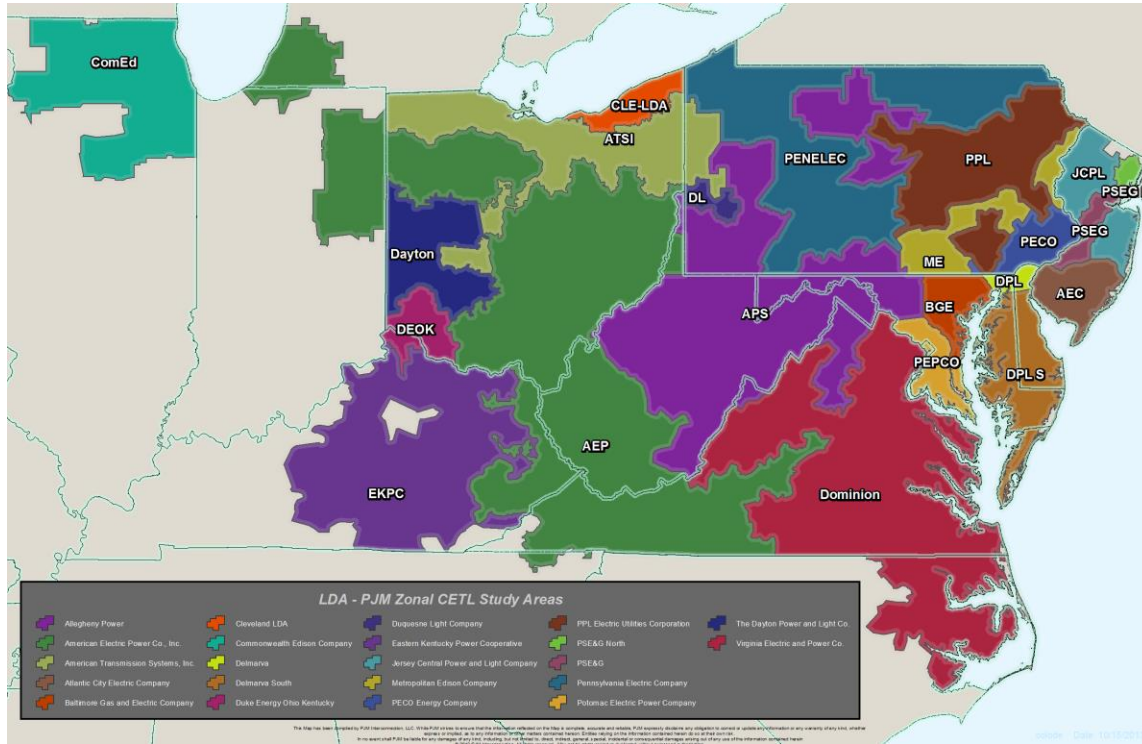 ComEd
CLE-LDA
ATSI
PENELEC
PPL
JCPL
PSEG
DL
PSEG
PECO
Dayton
ME
DPL
AEC
APS
BGE
DEOK
PEPCO
DPL S
AEP
EKPC
Dominion
LDA - PJM Zonal CETL Study Areas
Allegheny Power
Cleveland LDA
Duquesne Light Company
PPL Electric Utilities Corporation
The Dayton Power and Light Co.
American Electric Power Co., Inc.
Commonwealth Edison Company
Eastern Kentucky Power Cooperative
PSE&G North
Virginia Electric and Power Co.
American Transmission Systems, Inc.
Delmarva
Jersey Central Power and Light Company
PSE&G
Atlantic City Electric Company
Delmarva South
Metropolitan Edison Company
Pennsylvania Electric Company
Baltimore Gas and Electric Company
Duke Energy Ohio Kentucky
PECO Energy Company
Potomac Electric Power Company